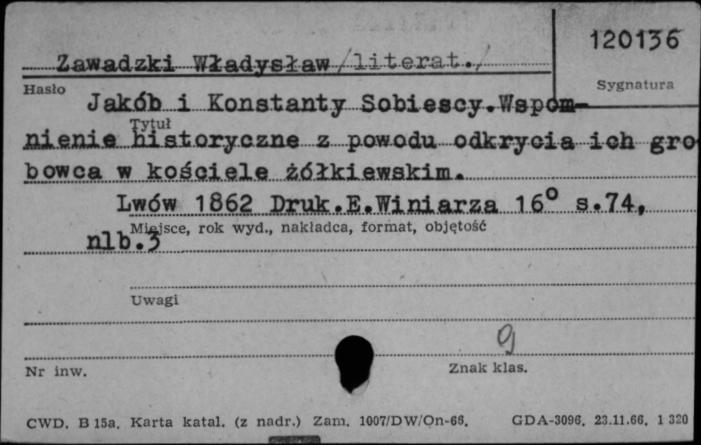 120136
Zawadzki Władysław /literat./
Hasło
Sygnatura
Jakób i Konstanty Sobiescy.Wspom-
Tytuł
nienie historyczne z powodu odkrycia ich gro-
bowca w kościele żółkiewskim.
Lwów 1862 Druk.E.Winiarza 16° s.74,
Miejsce, rok wyd., nakładca, format, objętość
nlb.3
Uwagi
g
Nr inw.
Znak klas.
CWD. B 15a. Karta katal. (z nadr.) Zam. 1007/DW/On-66. GDA-3096. 23.11.66. 1 320